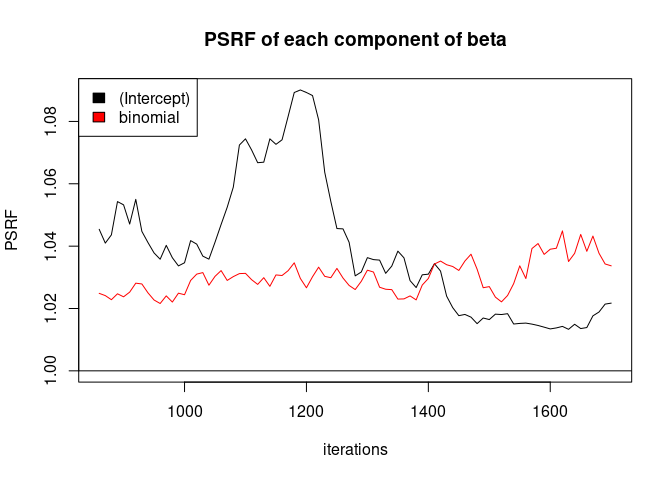 PSRF of each component of beta
(Intercept)
binomial
PSRF
1.08
1.06
1.04
1.02
1.00
1000 1200 1400 1600
iterations